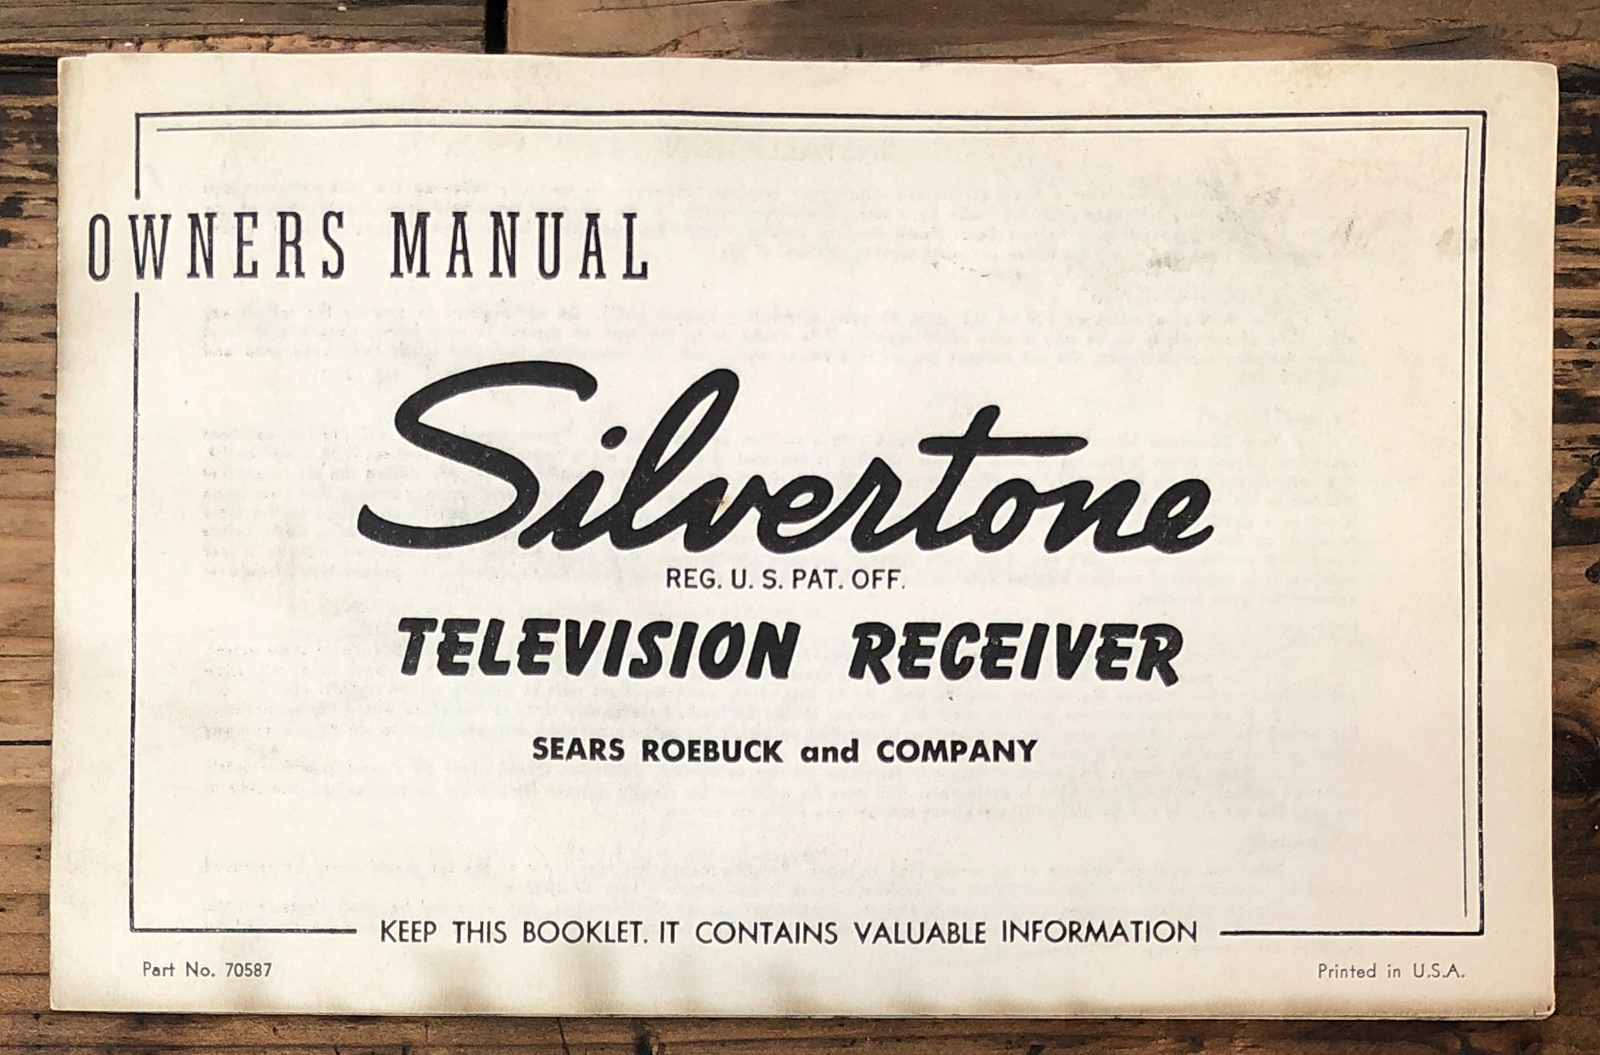 OWNERS MANUAL
Silvertone
REG. U. S. PAT. OFF.
TELEVISION RECEIVER
SEARS ROEBUCK and COMPANY
KEEP THIS BOOKLET. IT CONTAINS VALUABLE INFORMATION
Part No. 70587
Printed in U.S.A.